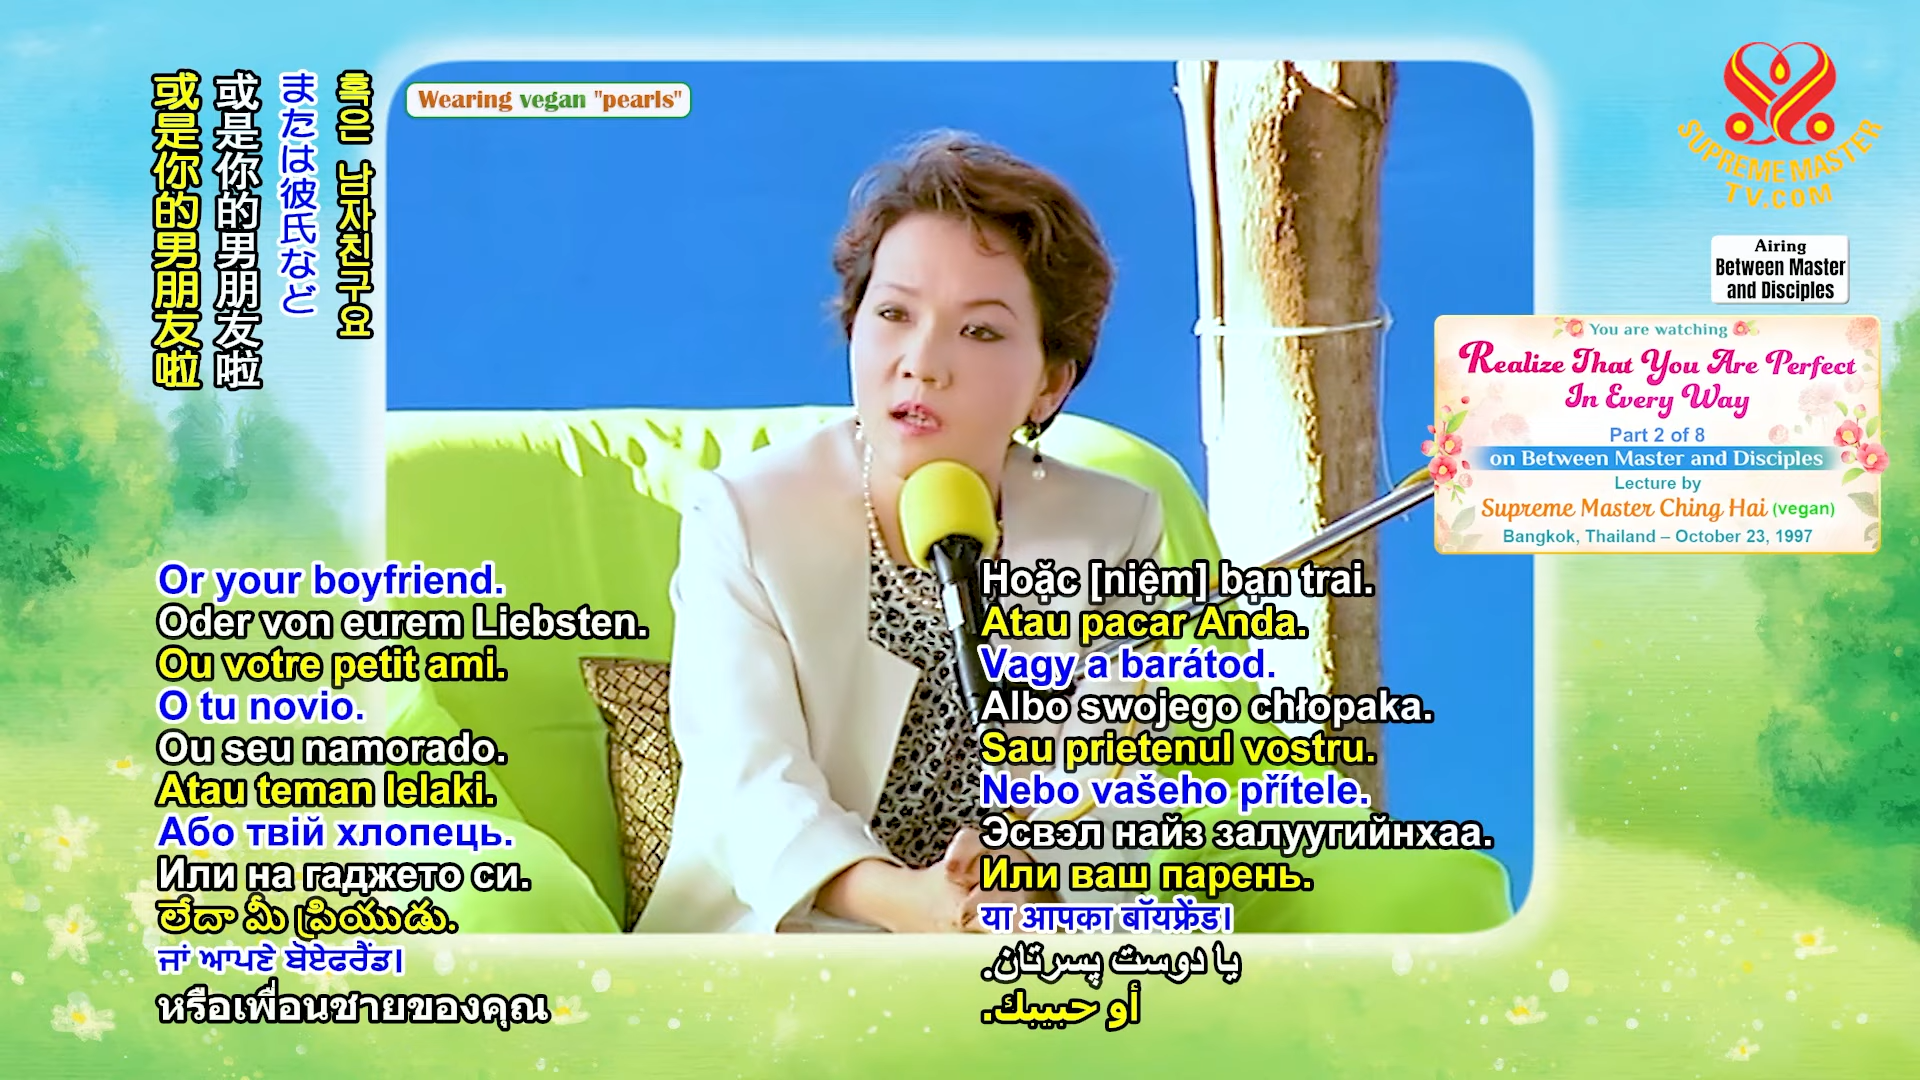 或是你的男朋友啦
或是你的男朋友啦
または彼氏など
혹은 남자친구요
Wearing vegan "pearls"
SUPREME MASTER
TV.COM
Airing
Between Master
and Disciples
You are watching
Realize That You Are Perfect
In Every Way
Part 2 of 8
on Between Master and Disciples
Lecture by
Supreme Master Ching Hai (vegan)
Bangkok, Thailand – October 23, 1997
Or your boyfriend.
Oder von eurem Liebsten.
Ou votre petit ami.
O tu novio.
Ou seu namorado.
Atau teman lelaki.
Або твій хлопець.
Или на гаджето си.
లేదా మీ ప్రియుడు.
ਜਾਂ ਆਪਣੇ ਬੋਏਫਰੈਂਡ।
หรือเพื่อนชายของคุณ
Hoặc [niệm] bạn trai.
Atau pacar Anda.
Vagy a barátod.
Albo swojego chłopaka.
Sau prietenul vostru.
Nebo vašeho přítele.
Эсвэл найз залуугийнхаа.
Или ваш парень.
या आपका बॉयफ्रेंड।
یا دوست پسرتان.
أو حبيبك.